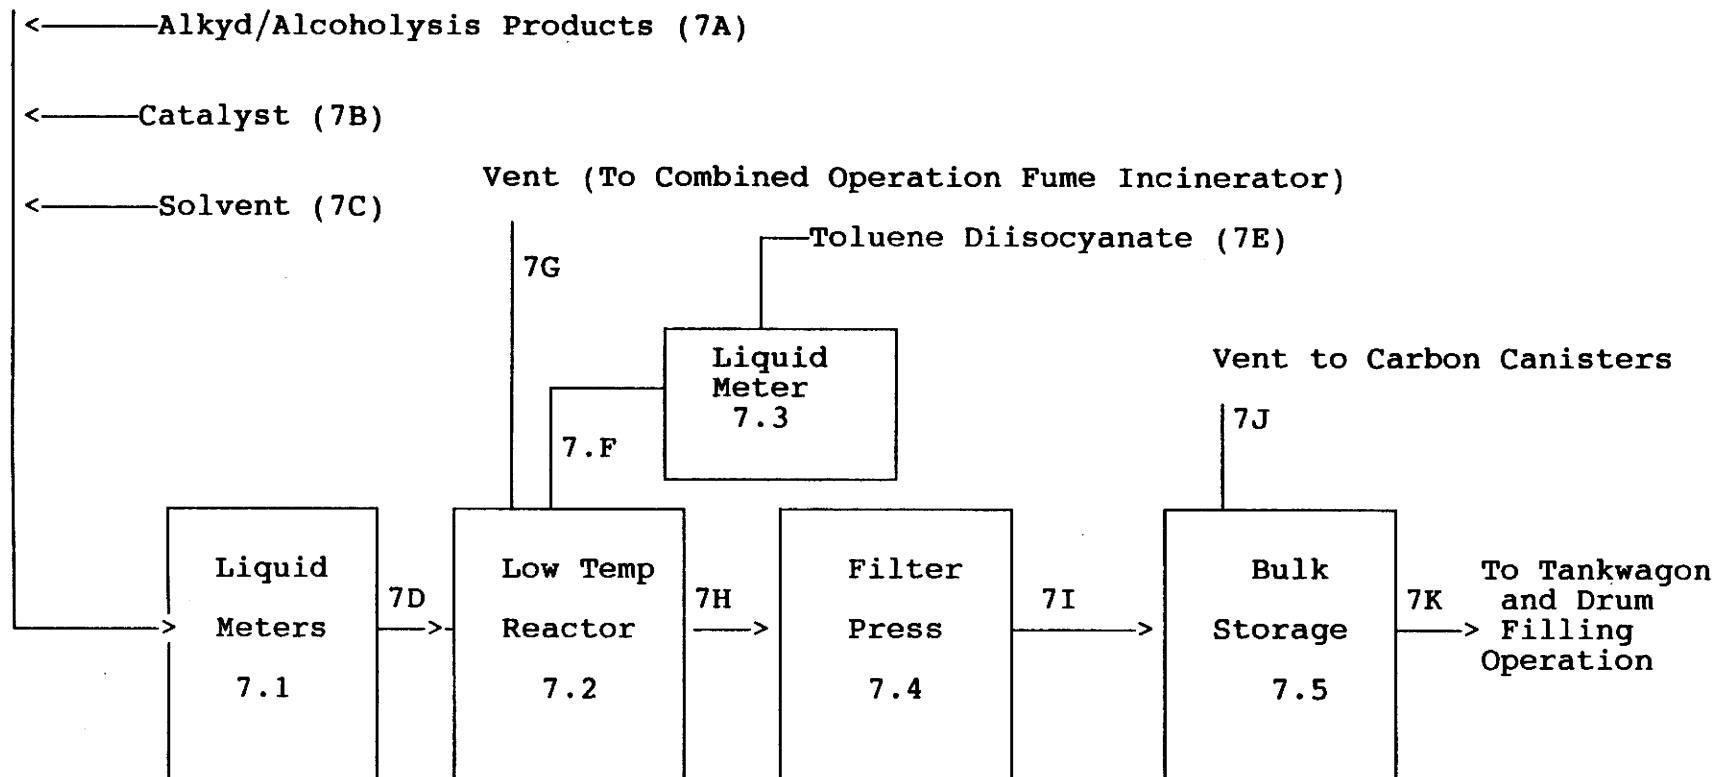 Alkyd/Alcoholysis Products (7A)
Catalyst (7B)
Solvent (7C)
Vent (To Combined Operation Fume Incinerator)
7G
Toluene Diisocyanate (7E)
Liquid
Meter
7.3
7.F
Vent to Carbon Canisters
7J
Liquid
Meters
7.1
7D
Low Temp
Reactor
7.2
7H
Filter
Press
7.4
7I
Bulk
Storage
7.5
7K
To Tankwagon
and Drum
Filling
Operation